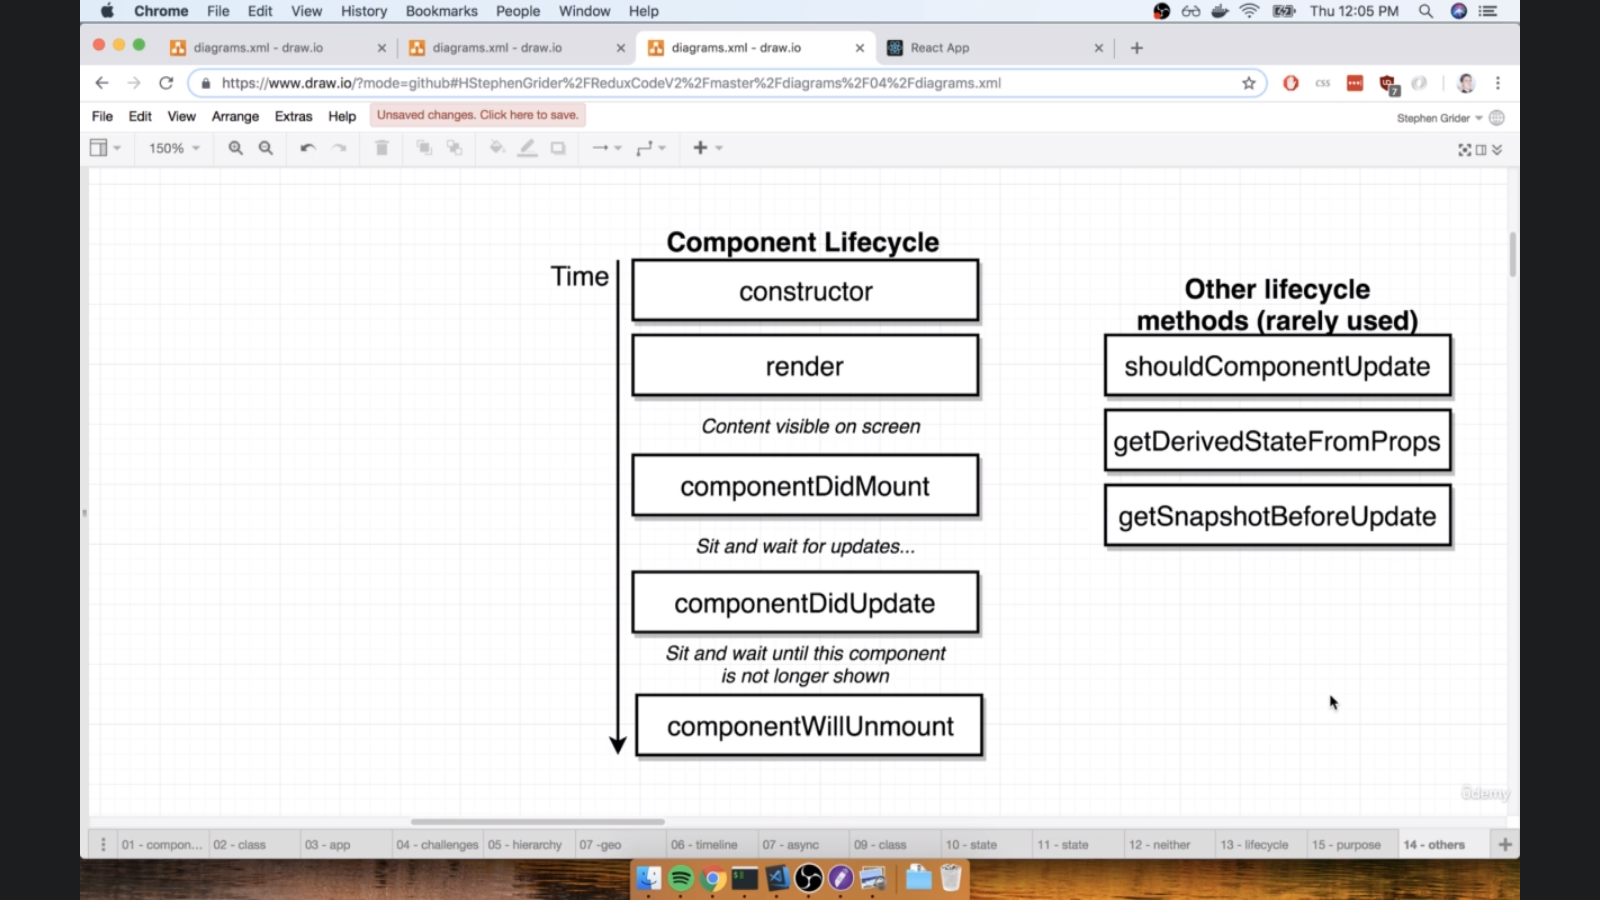 Chrome File Edit View History Bookmarks People Window Help Thu 12:05 PM
diagrams.xml - draw.io diagrams.xml - draw.io diagrams.xml - draw.io React App
https://www.draw.io/?mode=github#HStephenGrider%2FReduxCodeV2%2Fmaster%2Fdiagrams%2F04%2Fdiagrams.xml css 7
File Edit View Arrange Extras Help Unsaved changes. Click here to save. Stephen Grider
150%
Component Lifecycle
Time
constructor
render
Content visible on screen
componentDidMount
Sit and wait for updates...
componentDidUpdate
Sit and wait until this component
is not longer shown
componentWillUnmount
Other lifecycle
methods (rarely used)
shouldComponentUpdate
getDerivedStateFromProps
getSnapshotBeforeUpdate
ûdemy
01 - compon... 02 - class 03 - app 04 - challenges 05 - hierarchy 07 -geo 06 - timeline 07 - async 09 - class 10 - state 11 - state 12 - neither 13 - lifecycle 15 - purpose 14 - others